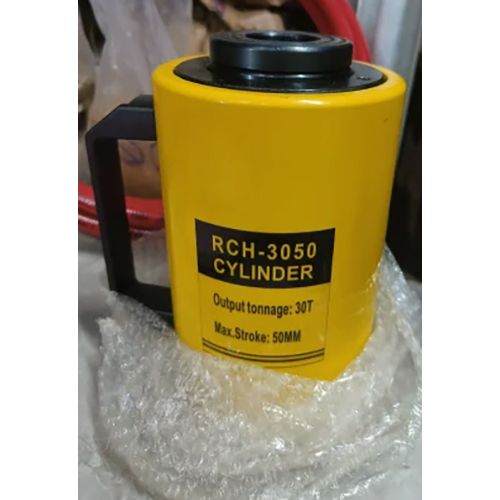 RCH-3050
CYLINDER
Output tonnage: 30T
Max.Stroke: 50MM